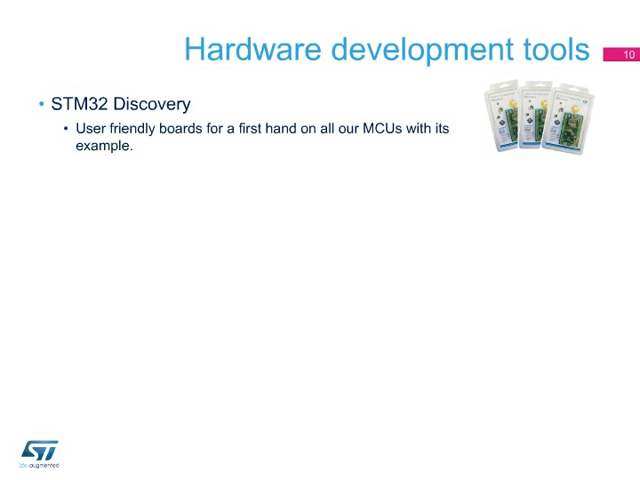 Hardware development tools
10
• STM32 Discovery
• User friendly boards for a first hand on all our MCUs with its
example.
ST
life.augmented